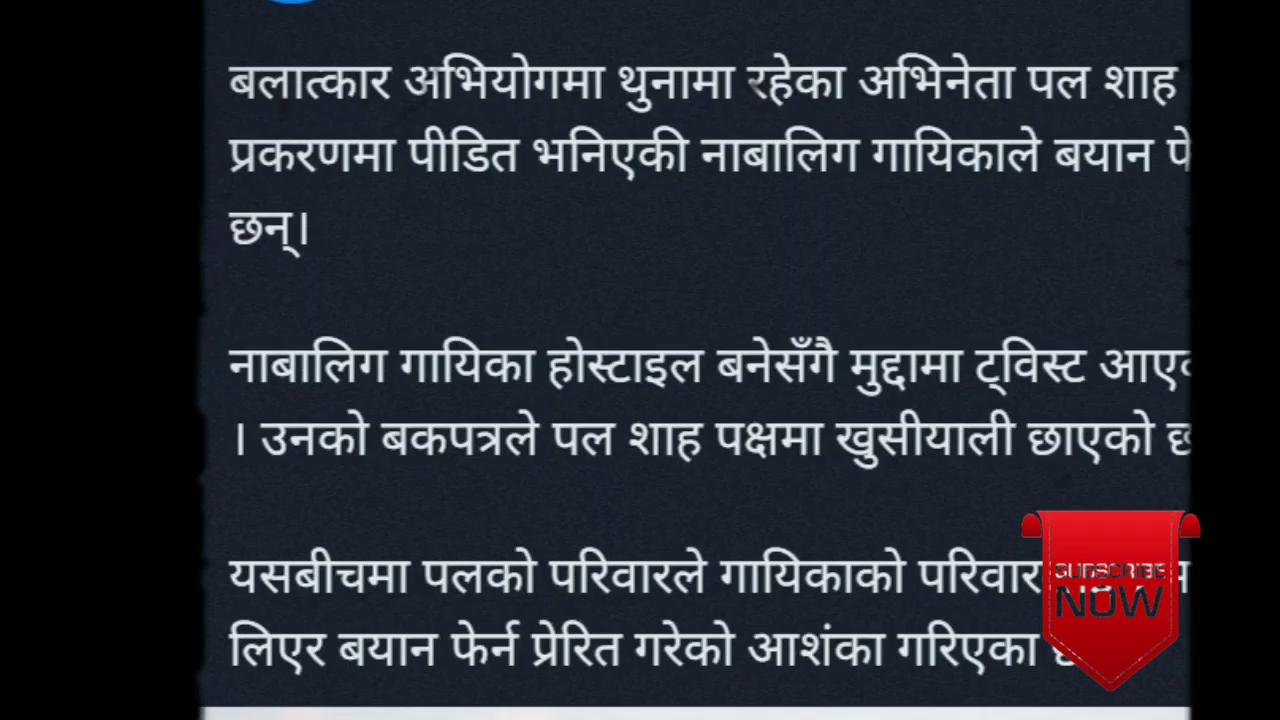 बलात्कार अभियोगमा थुनामा रहेका अभिनेता पल शाह
प्रकरणमा पीडित भनिएकी नाबालिग गायिकाले बयान
छन्।
नाबालिग गायिका होस्टाइल बनेसँगै मुद्दामा ट्विस्ट
। उनको बकपत्रले पल शाह पक्षमा खुसीयाली छाएको
यसबीचमा पलको परिवारले गायिकाको
लिएर बयान फेर्न प्रेरित गरेको आशंका गरिएका
SUBSCRIBE
NOW